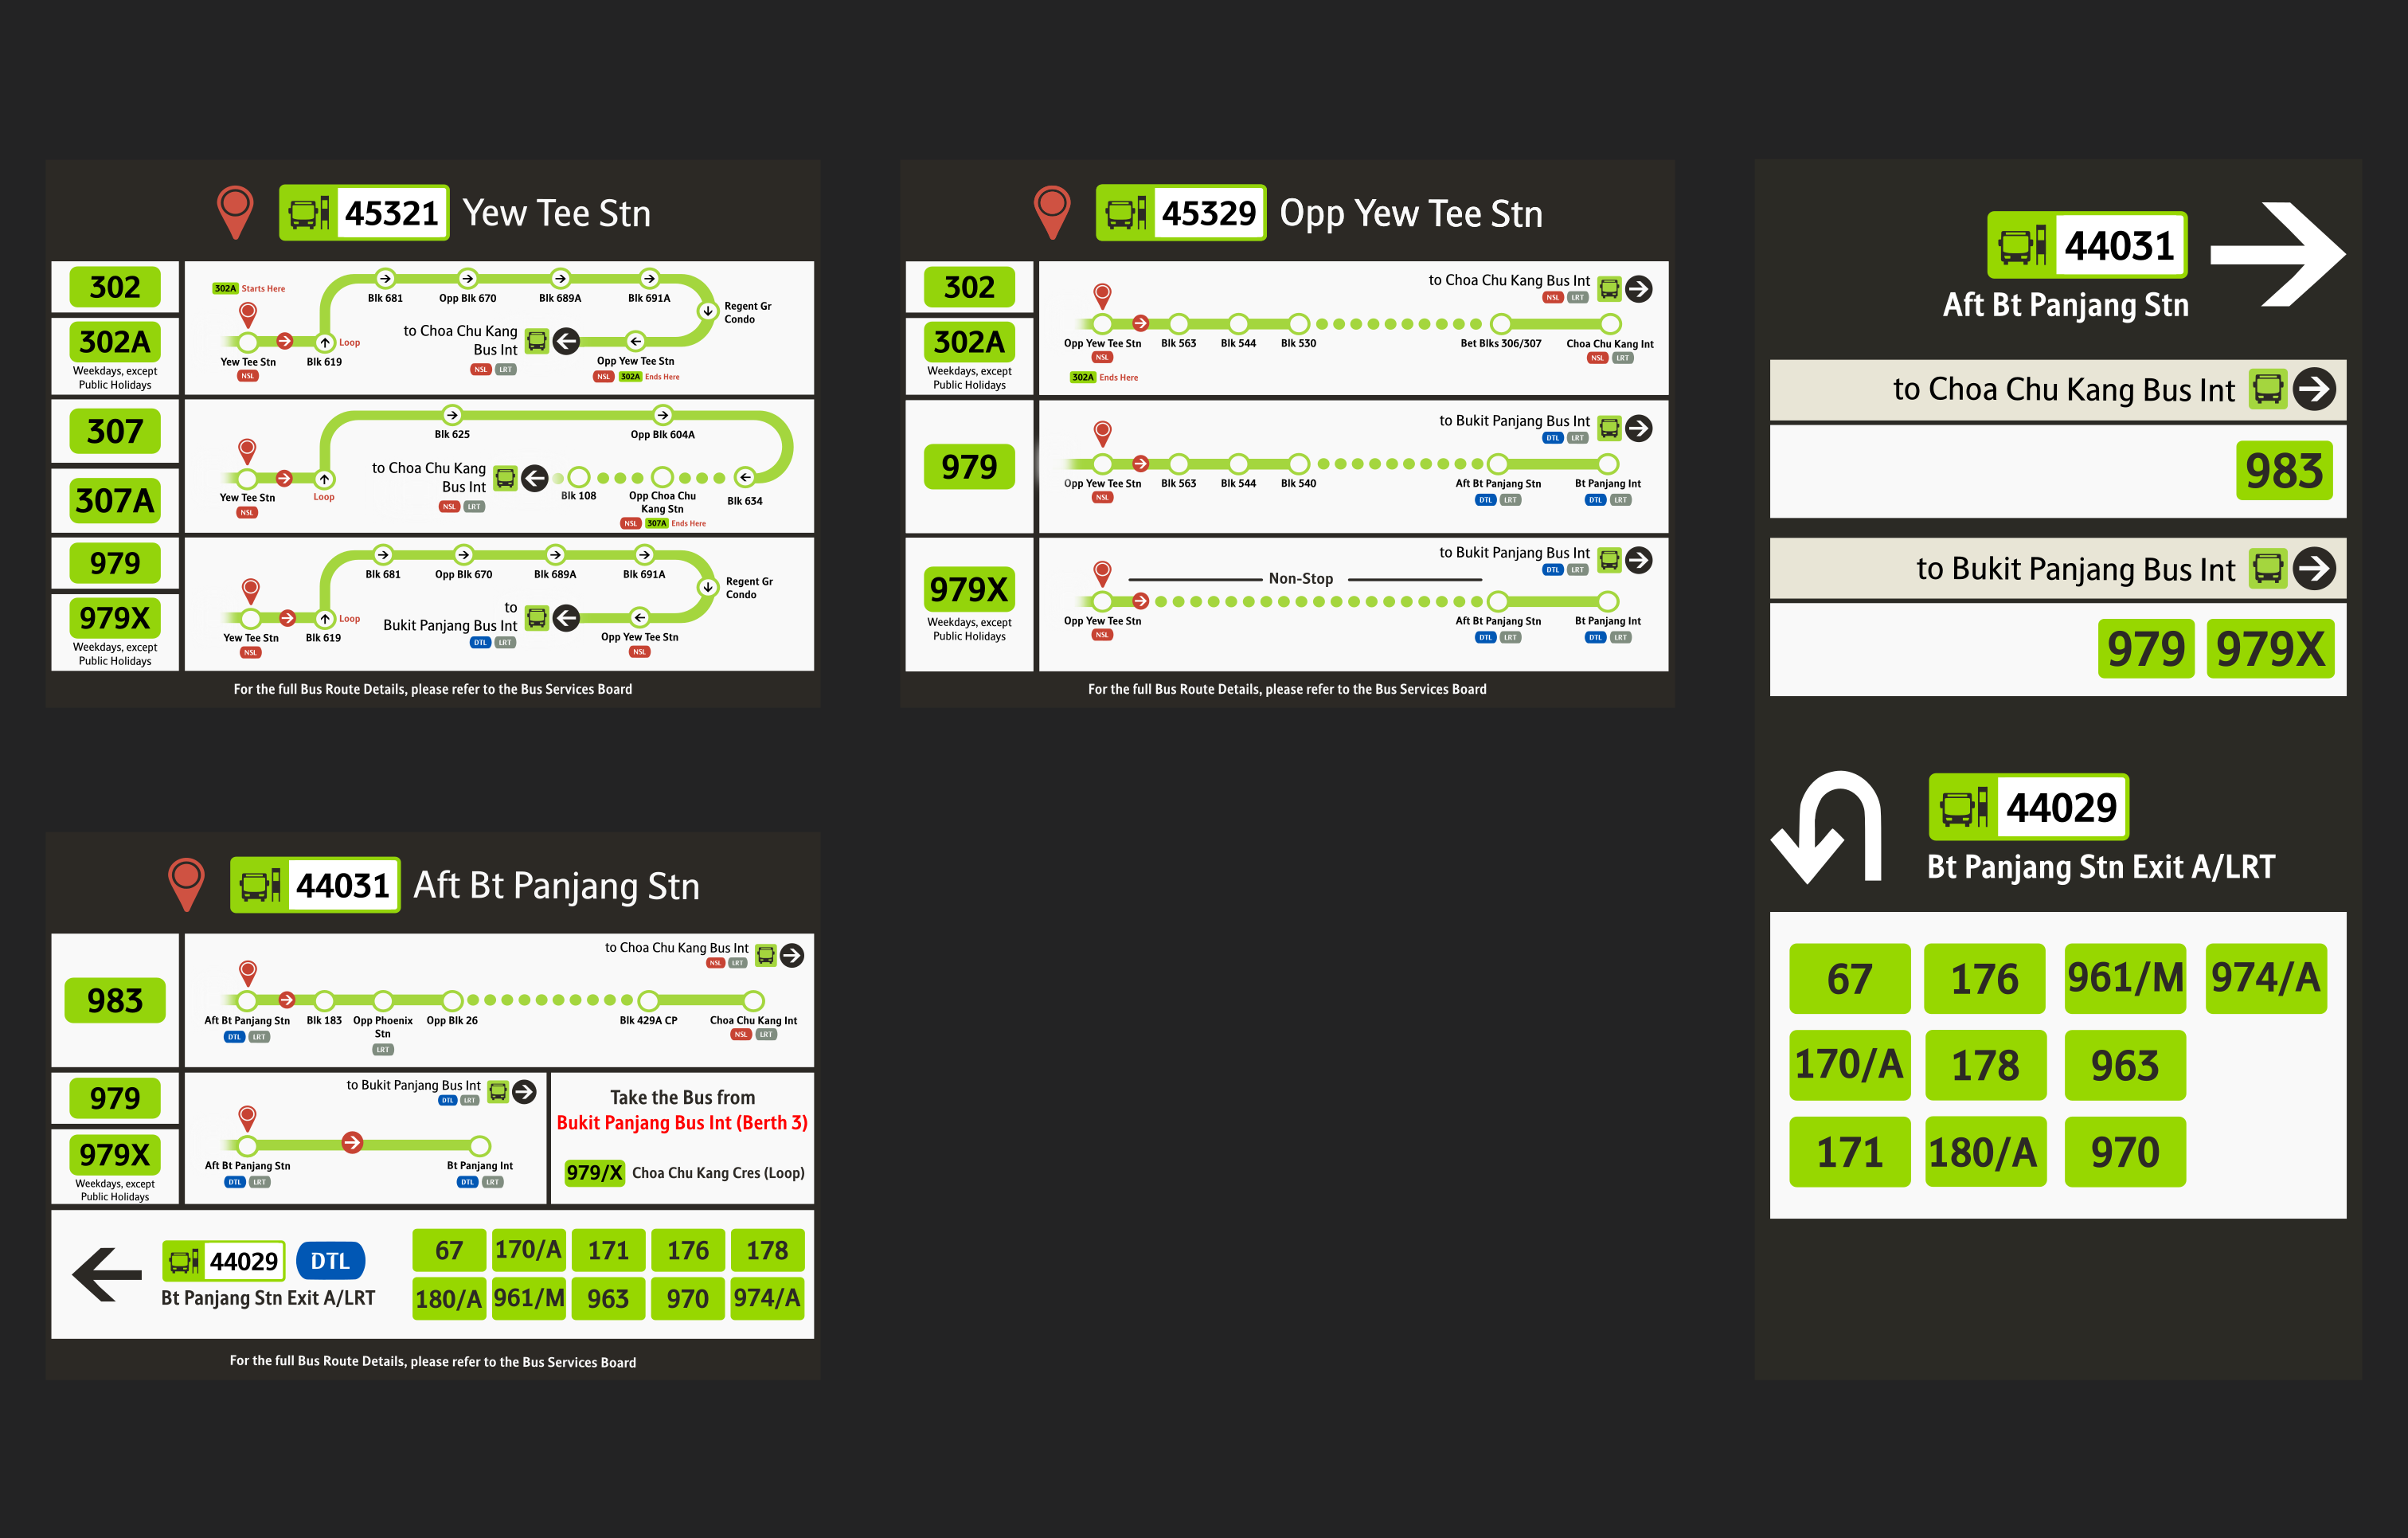 45321 Yew Tee Stn
302
302A
Weekdays, except
Public Holidays
302A Starts Here
Yew Tee Stn
NSL
Blk 619
Loop
Blk 681
Opp Blk 670
Blk 689A
Blk 691A
Regent Gr
Condo
Opp Yew Tee Stn
NSL 302A Ends Here
to Choa Chu Kang
Bus Int
NSL LRT
307
307A
Yew Tee Stn
NSL
Loop
Blk 625
Opp Blk 604A
Blk 634
Opp Choa Chu
Kang Stn
NSL 307A Ends Here
Blk 108
to Choa Chu Kang
Bus Int
NSL LRT
979
979X
Weekdays, except
Public Holidays
Yew Tee Stn
NSL
Blk 619
Loop
Blk 681
Opp Blk 670
Blk 689A
Blk 691A
Regent Gr
Condo
Opp Yew Tee Stn
NSL
to
Bukit Panjang Bus Int
DTL LRT
For the full Bus Route Details, please refer to the Bus Services Board
45329 Opp Yew Tee Stn
302
302A
Weekdays, except
Public Holidays
to Choa Chu Kang Bus Int
NSL LRT
Opp Yew Tee Stn
NSL
302A Ends Here
Blk 563
Blk 544
Blk 530
Bet Blks 306/307
Choa Chu Kang Int
NSL LRT
979
to Bukit Panjang Bus Int
DTL LRT
Opp Yew Tee Stn
NSL
Blk 563
Blk 544
Blk 540
Aft Bt Panjang Stn
DTL LRT
Bt Panjang Int
DTL LRT
979X
Weekdays, except
Public Holidays
to Bukit Panjang Bus Int
DTL LRT
Non-Stop
Opp Yew Tee Stn
NSL
Aft Bt Panjang Stn
DTL LRT
Bt Panjang Int
DTL LRT
For the full Bus Route Details, please refer to the Bus Services Board
44031
Aft Bt Panjang Stn
to Choa Chu Kang Bus Int
983
to Bukit Panjang Bus Int
979 979X
44029
Bt Panjang Stn Exit A/LRT
67 176 961/M 974/A
170/A 178 963
171 180/A 970
44031 Aft Bt Panjang Stn
983
to Choa Chu Kang Bus Int
NSL LRT
Aft Bt Panjang Stn
DTL LRT
Blk 183
Opp Phoenix
Stn
LRT
Opp Blk 26
Blk 429A CP
Choa Chu Kang Int
NSL LRT
979
979X
Weekdays, except
Public Holidays
to Bukit Panjang Bus Int
DTL LRT
Aft Bt Panjang Stn
DTL LRT
Bt Panjang Int
DTL LRT
Take the Bus from
Bukit Panjang Bus Int (Berth 3)
979/X Choa Chu Kang Cres (Loop)
44029 DTL
Bt Panjang Stn Exit A/LRT
67 170/A 171 176 178
180/A 961/M 963 970 974/A
For the full Bus Route Details, please refer to the Bus Services Board